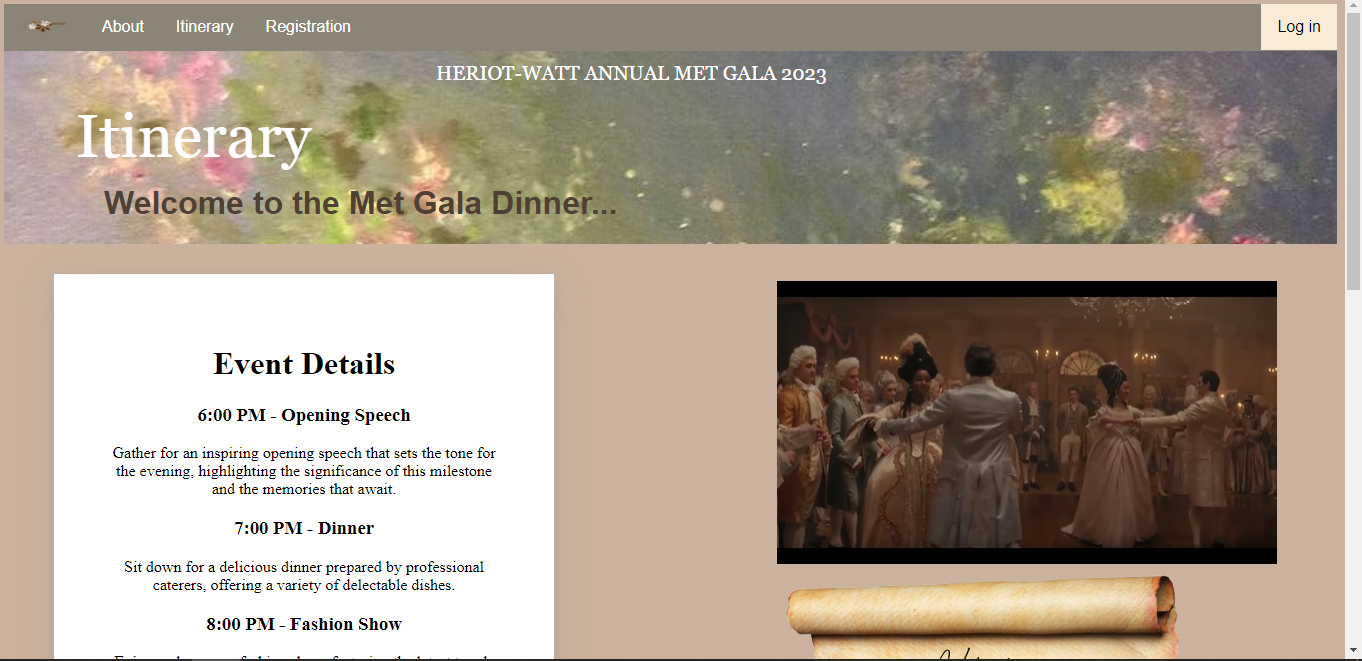 About Itinerary Registration Log in
HERIOT-WATT ANNUAL MET GALA 2023
Itinerary
Welcome to the Met Gala Dinner...
Event Details
6:00 PM - Opening Speech
Gather for an inspiring opening speech that sets the tone for
the evening, highlighting the significance of this milestone
and the memories that await.
7:00 PM - Dinner
Sit down for a delicious dinner prepared by professional
caterers, offering a variety of delectable dishes.
8:00 PM - Fashion Show